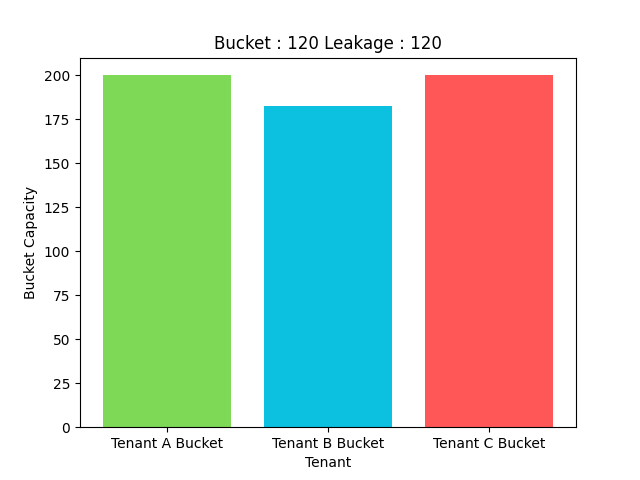 Bucket : 120 Leakage : 120
Bucket Capacity
200
175
150
125
100
75
50
25
0
Tenant A Bucket Tenant B Bucket Tenant C Bucket
Tenant